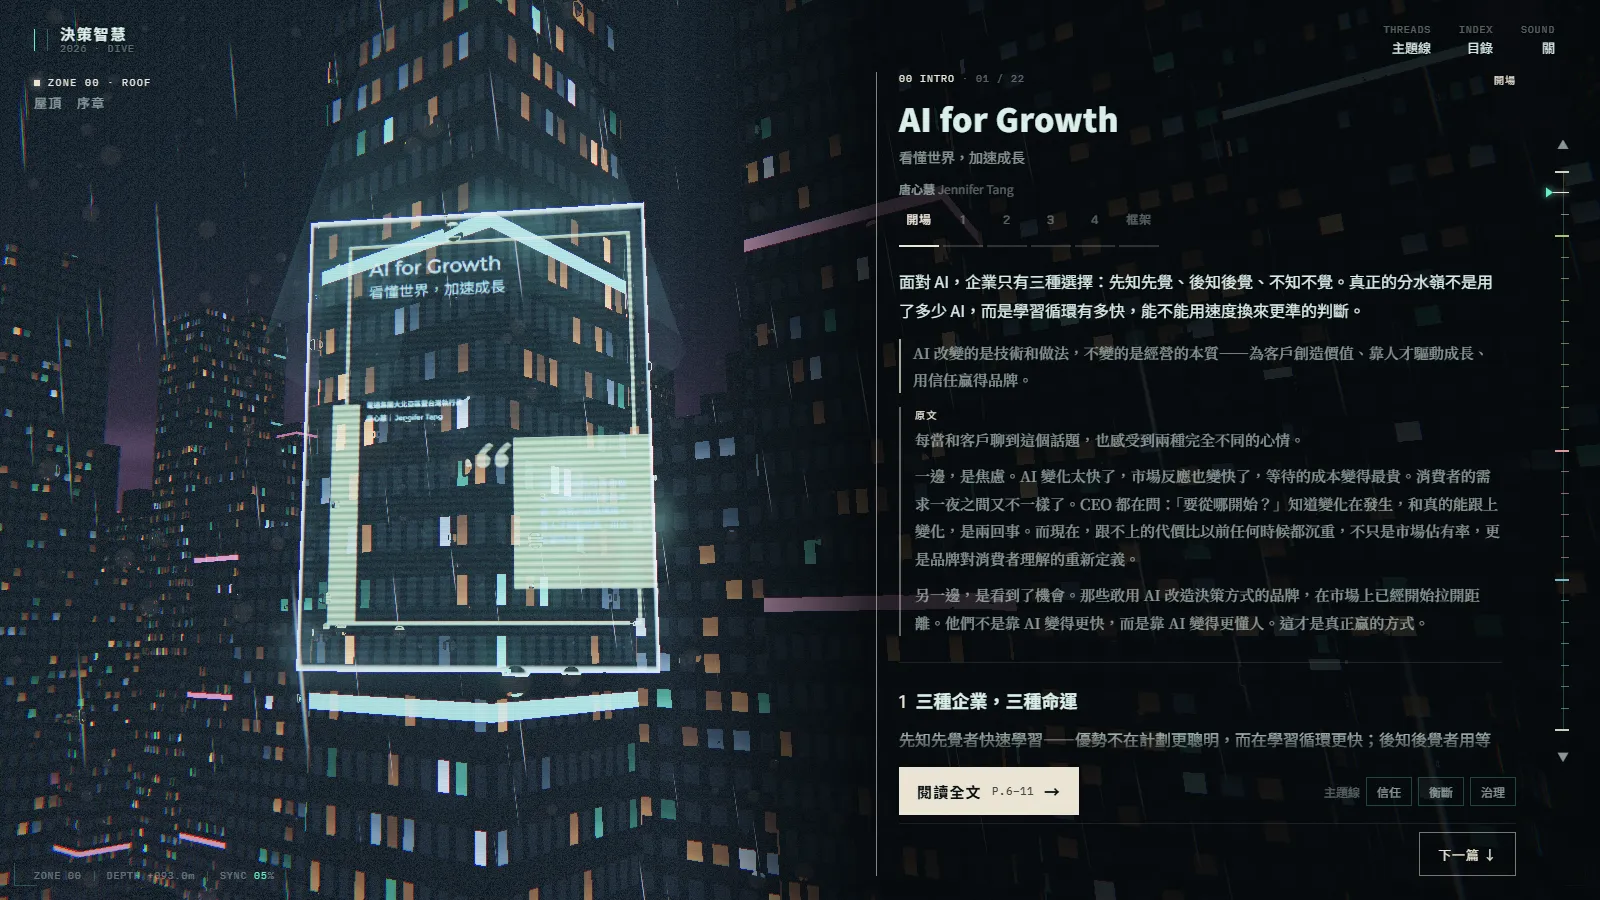 決策智慧
2026 · DIVE
ZONE 00 · ROOF
屋頂 序章
THREADS
主題線
INDEX
目錄
SOUND
關
AI for Growth
看懂世界，加速成長
唐心慧｜Jennifer Tang
“
00 INTRO · 01 / 22
開場
AI for Growth
看懂世界，加速成長
唐心慧 Jennifer Tang
開場 1 2 3 4 框架
面對 AI，企業只有三種選擇：先知先覺、後知後覺、不知不覺。真正的分水嶺不是用
了多少 AI，而是學習循環有多快，能不能用速度換來更準的判斷。
AI 改變的是技術和做法，不變的是經營的本質——為客戶創造價值、靠人才驅動成長、
用信任贏得品牌。
原文
每當和客戶聊到這個話題，也感受到兩種完全不同的心情。
一邊，是焦慮。AI 變化太快了，市場反應也變快了，等待的成本變得最貴。消費者的需
求一夜之間又不一樣了。CEO 都在問：「要從哪開始？」知道變化在發生，和真的能跟上
變化，是兩回事。而現在，跟不上的代價比以前任何時候都沉重，不只是市場佔有率，更
是品牌對消費者理解的重新定義。
另一邊，是看到了機會。那些敢用 AI 改造決策方式的品牌，在市場上已經開始拉開距
離。他們不是靠 AI 變得更快，而是靠 AI 變得更懂人。這才是真正贏的方式。
1 三種企業，三種命運
先知先覺者快速學習——優勢不在計劃更聰明，而在學習循環更快；後知後覺者用等
閱讀全文 P.6–11 →
主題線 信任 衡斷 治理
下一篇 ↓
ZONE 00 | DEPTH +093.0m | SYNC 05%